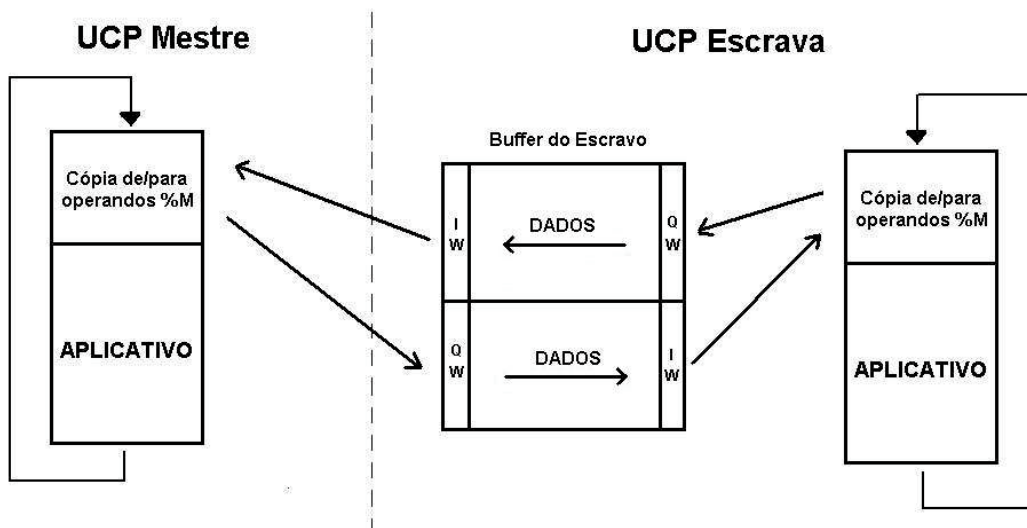 UCP Mestre
UCP Escrava
Buffer do Escravo
Cópia de/para
operandos %M
APLICATIVO
I
W
DADOS
Q
W
Q
W
DADOS
I
W
Cópia de/para
operandos %M
APLICATIVO